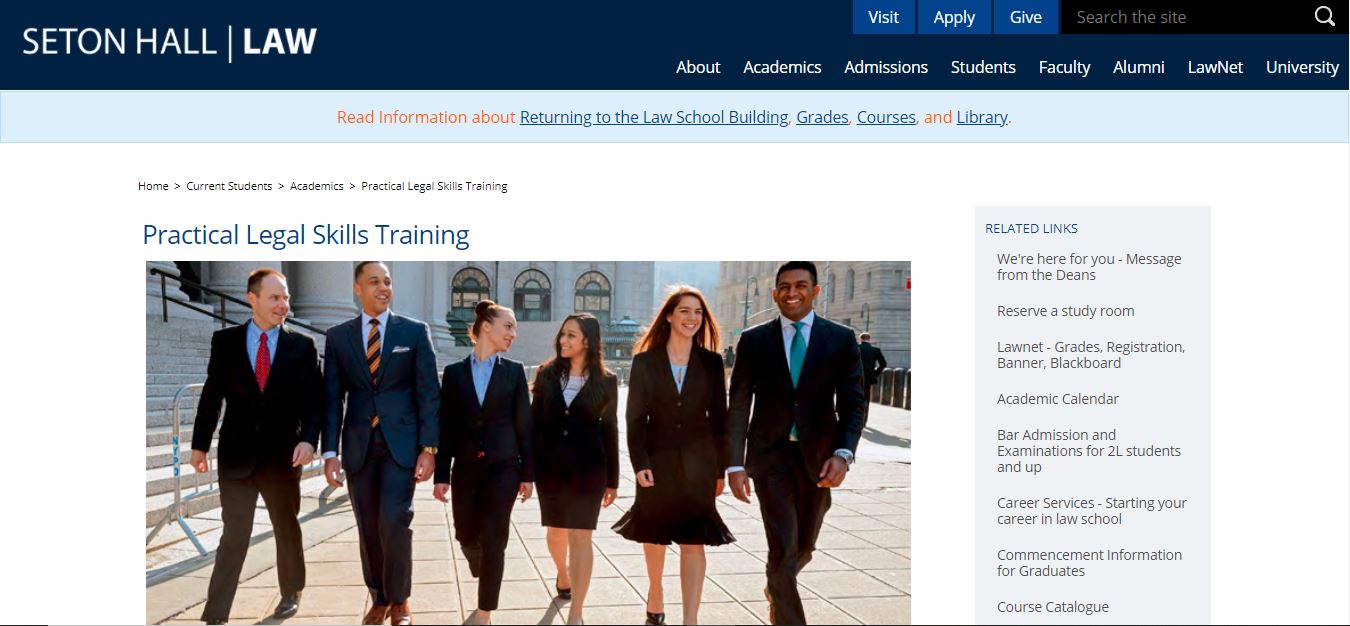 SETON HALL | LAW
Visit
Apply
Give
Search the site
About
Academics
Admissions
Students
Faculty
Alumni
LawNet
University
Read Information about Returning to the Law School Building, Grades, Courses, and Library.
Home > Current Students > Academics > Practical Legal Skills Training
Practical Legal Skills Training
NYPD
RELATED LINKS
We're here for you - Message
from the Deans
Reserve a study room
Lawnet - Grades, Registration,
Banner, Blackboard
Academic Calendar
Bar Admission and
Examinations for 2L students
and up
Career Services - Starting your
career in law school
Commencement Information
for Graduates
Course Catalogue